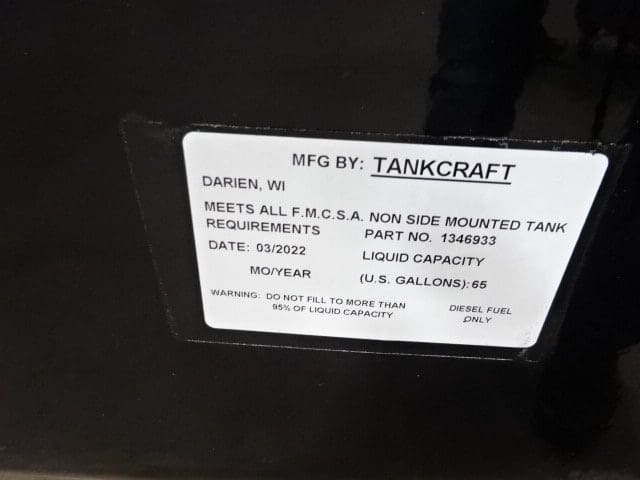 MFG BY: TANKCRAFT
DARIEN, WI
MEETS ALL F.M.C.S.A. NON SIDE MOUNTED TANK
REQUIREMENTS PART NO. 1346933
DATE: 03/2022 LIQUID CAPACITY
MO/YEAR (U.S. GALLONS): 65
WARNING: DO NOT FILL TO MORE THAN DIESEL FUEL
95% OF LIQUID CAPACITY ONLY